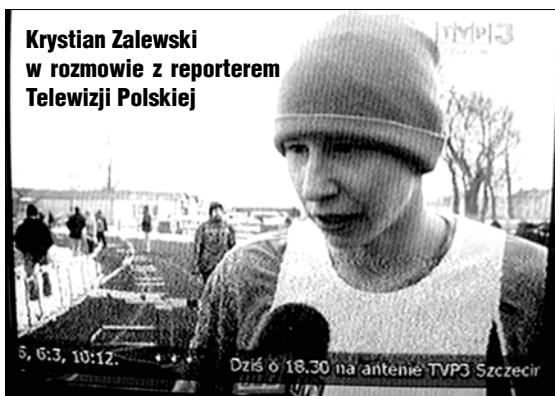 Krystian Zalewski
w rozmowie z reporterem
Telewizji Polskiej
TVP3
6, 6:3, 10:12.
Dziś o 18.30 na antenie TVP3 Szczecin